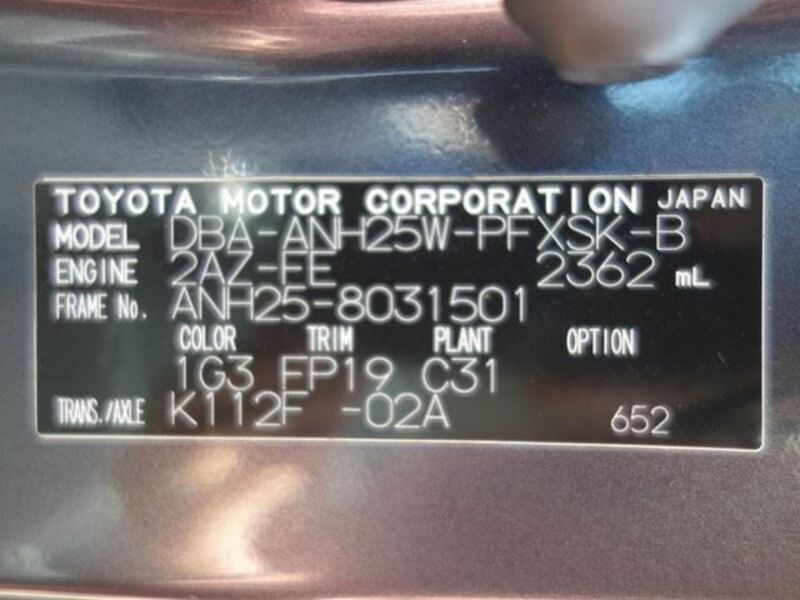 TOYOTA MOTOR CORPORATION JAPAN
MODEL DBA-ANH25W-PFXSK-B
ENGINE 2AZ-FE 2362 mL
FRAME No. ANH25-8031501
COLOR TRIM PLANT OPTION
1G3 FP19 C31
TRANS./AXLE K112F -02A 652